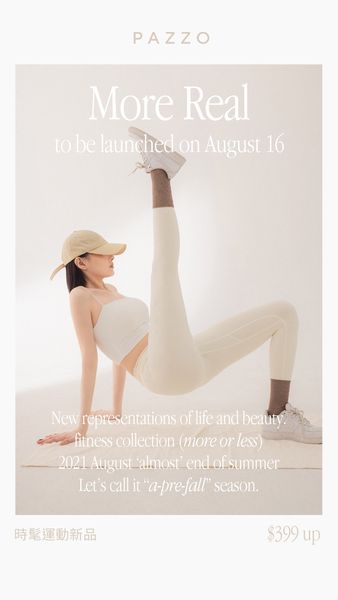 PAZZO
More Real
to be launched on August 16
New representations of life and beauty.
fitness collection (more or less)
2021 August ‘almost’ end of summer
Let’s call it “a-pre-fall” season.
時髦運動新品
$399 up